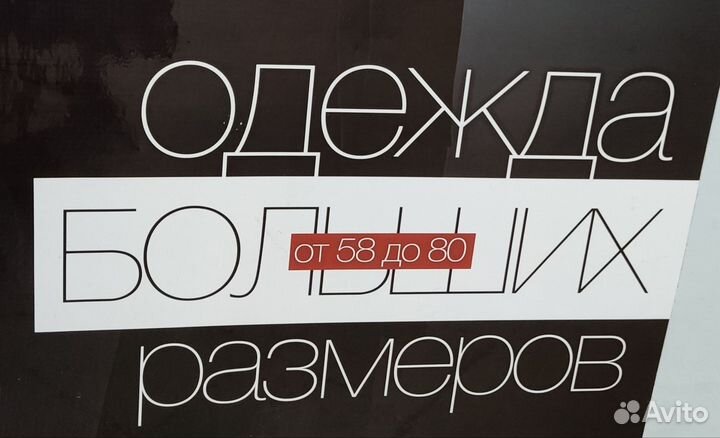 одежда
БОЛЬШИХ
от 58 до 80
размеров
Avito